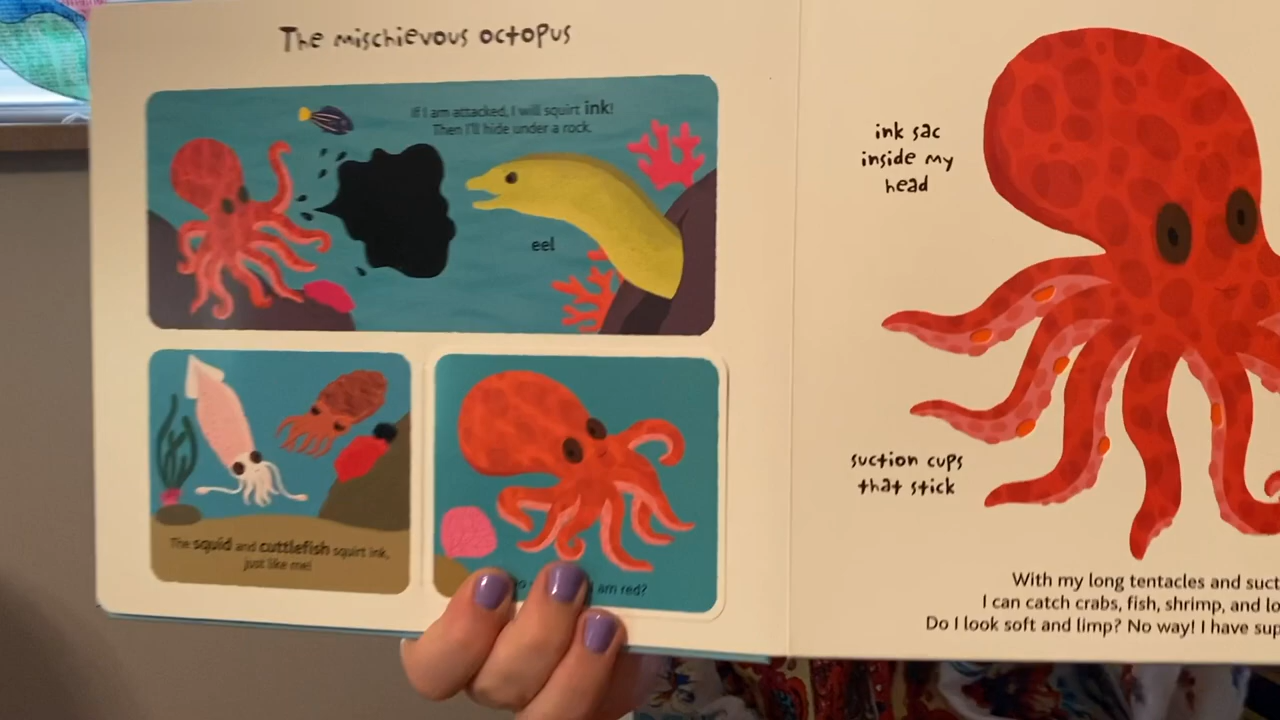 The mischievous octopus
If I am attacked, I will squirt ink!
Then I'll hide under a rock.
eel
The squid and cuttlefish squirt ink,
just like me!
am red?
ink sac
inside my
head
suction cups
that stick
With my long tentacles and suct
I can catch crabs, fish, shrimp, and lo
Do I look soft and limp? No way! I have sup